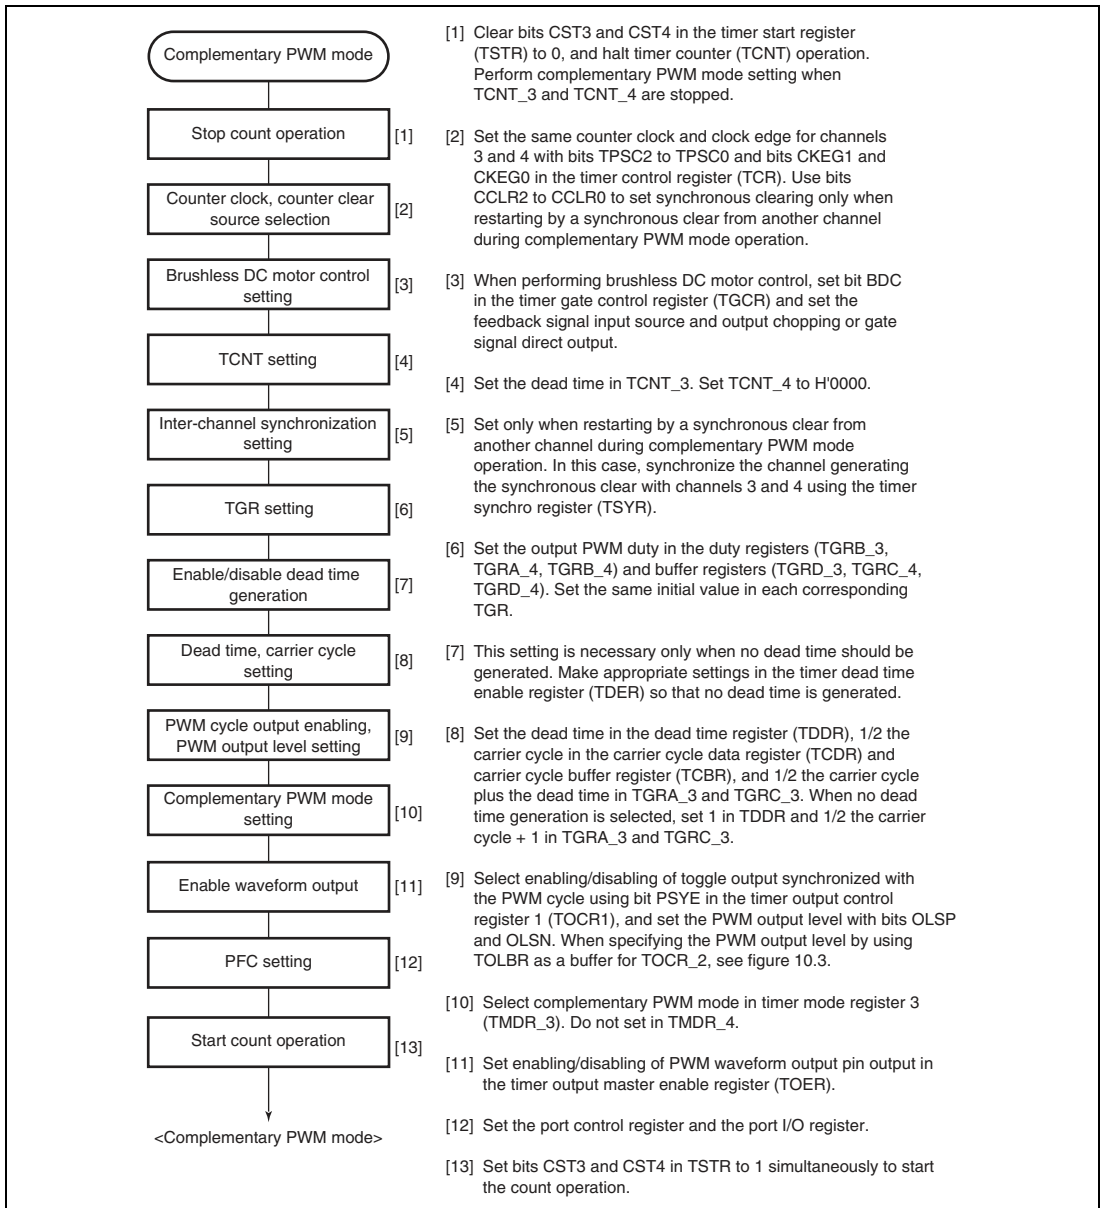 Complementary PWM mode
Stop count operation
[1]
Counter clock, counter clear
source selection
[2]
Brushless DC motor control
setting
[3]
TCNT setting
[4]
Inter-channel synchronization
setting
[5]
TGR setting
[6]
Enable/disable dead time
generation
[7]
Dead time, carrier cycle
setting
[8]
PWM cycle output enabling,
PWM output level setting
[9]
Complementary PWM mode
setting
[10]
Enable waveform output
[11]
PFC setting
[12]
Start count operation
[13]
<Complementary PWM mode>
[1] Clear bits CST3 and CST4 in the timer start register
(TSTR) to 0, and halt timer counter (TCNT) operation.
Perform complementary PWM mode setting when
TCNT_3 and TCNT_4 are stopped.
[2] Set the same counter clock and clock edge for channels
3 and 4 with bits TPSC2 to TPSC0 and bits CKEG1 and
CKEG0 in the timer control register (TCR). Use bits
CCLR2 to CCLR0 to set synchronous clearing only when
restarting by a synchronous clear from another channel
during complementary PWM mode operation.
[3] When performing brushless DC motor control, set bit BDC
in the timer gate control register (TGCR) and set the
feedback signal input source and output chopping or gate
signal direct output.
[4] Set the dead time in TCNT_3. Set TCNT_4 to H'0000.
[5] Set only when restarting by a synchronous clear from
another channel during complementary PWM mode
operation. In this case, synchronize the channel generating
the synchronous clear with channels 3 and 4 using the timer
synchro register (TSYR).
[6] Set the output PWM duty in the duty registers (TGRB_3,
TGRA_4, TGRB_4) and buffer registers (TGRD_3, TGRC_4,
TGRD_4). Set the same initial value in each corresponding
TGR.
[7] This setting is necessary only when no dead time should be
generated. Make appropriate settings in the timer dead time
enable register (TDER) so that no dead time is generated.
[8] Set the dead time in the dead time register (TDDR), 1/2 the
carrier cycle in the carrier cycle data register (TCDR) and
carrier cycle buffer register (TCBR), and 1/2 the carrier cycle
plus the dead time in TGRA_3 and TGRC_3. When no dead
time generation is selected, set 1 in TDDR and 1/2 the carrier
cycle + 1 in TGRA_3 and TGRC_3.
[9] Select enabling/disabling of toggle output synchronized with
the PWM cycle using bit PSYE in the timer output control
register 1 (TOCR1), and set the PWM output level with bits OLSP
and OLSN. When specifying the PWM output level by using
TOLBR as a buffer for TOCR_2, see figure 10.3.
[10] Select complementary PWM mode in timer mode register 3
(TMDR_3). Do not set in TMDR_4.
[11] Set enabling/disabling of PWM waveform output pin output in
the timer output master enable register (TOER).
[12] Set the port control register and the port I/O register.
[13] Set bits CST3 and CST4 in TSTR to 1 simultaneously to start
the count operation.